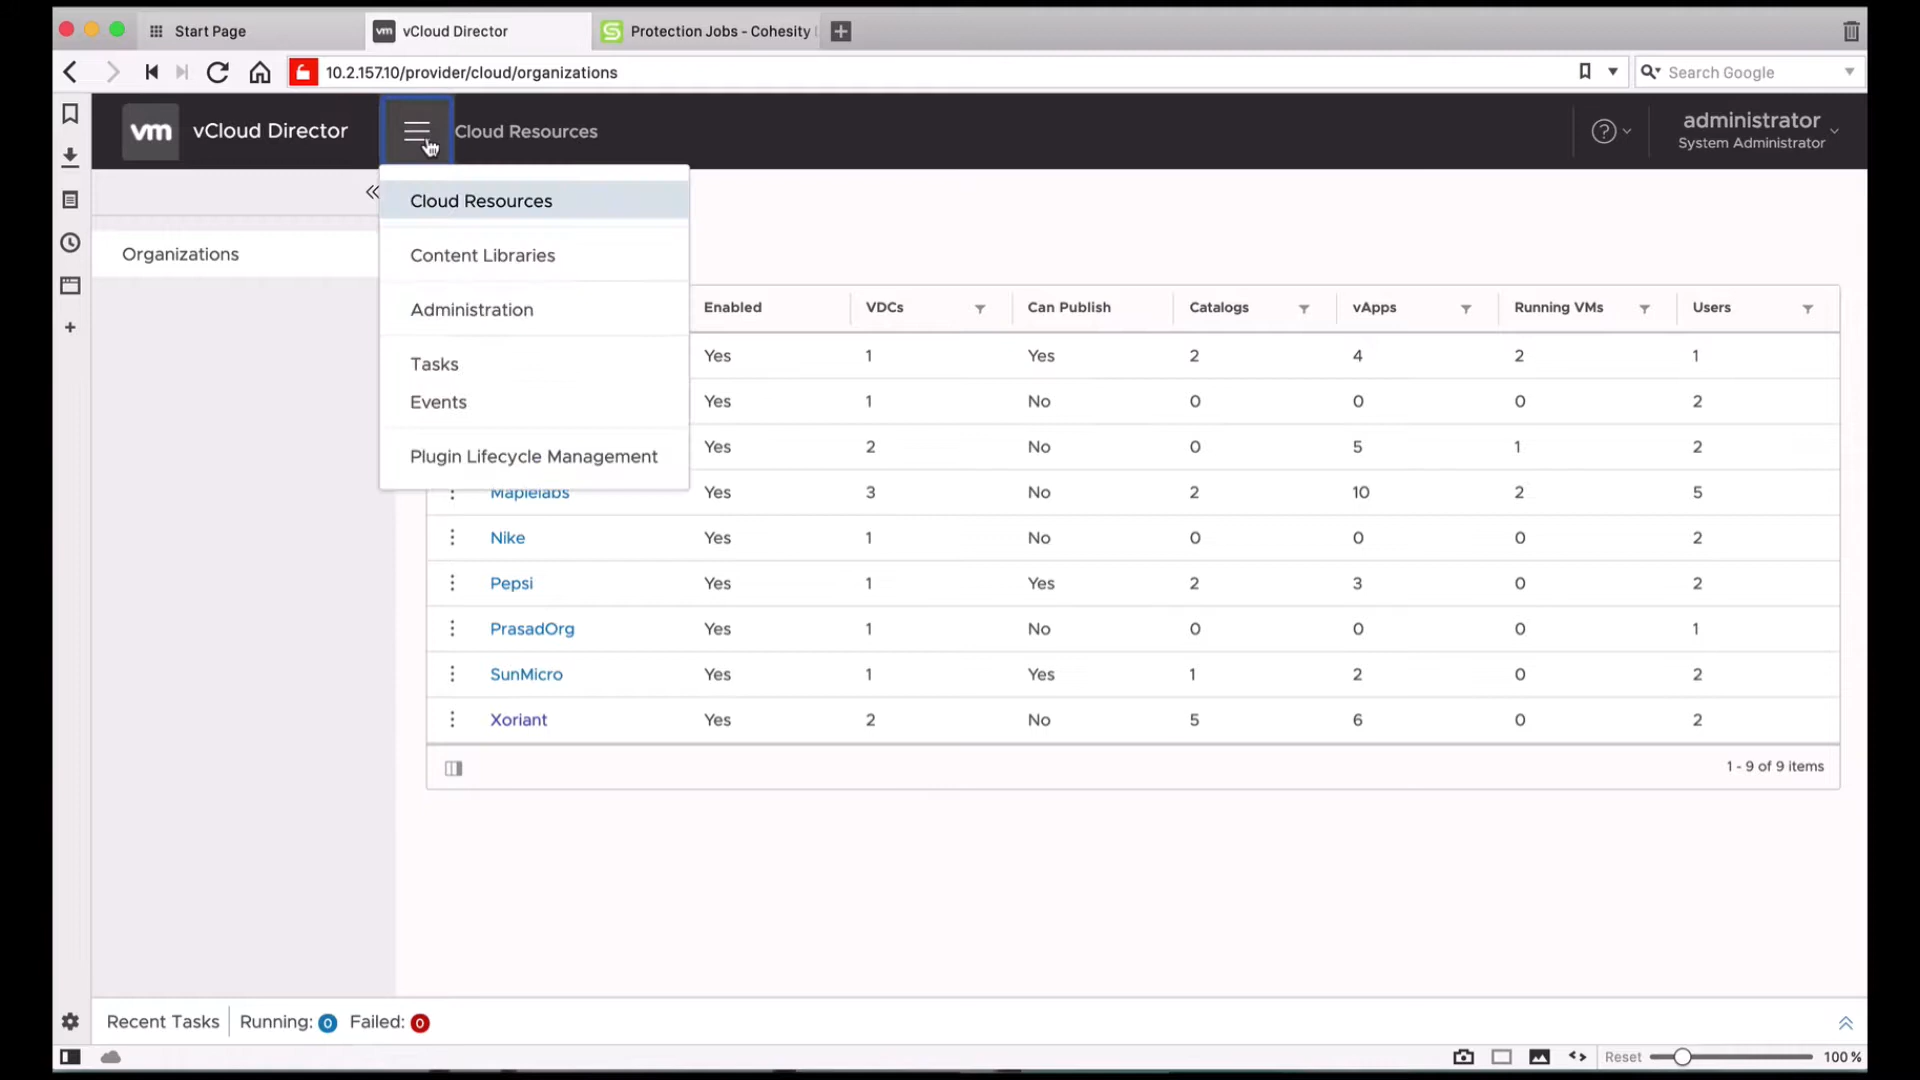 Start Page
vCloud Director
Protection Jobs - Cohesity
10.2.157.10/provider/cloud/organizations
Search Google
vm vCloud Director
Cloud Resources
administrator
System Administrator
Cloud Resources
Organizations
Content Libraries
Administration
Tasks
Events
Plugin Lifecycle Management
Enabled VDCs Can Publish Catalogs vApps Running VMs Users
Yes 1 Yes 2 4 2 1
Yes 1 No 0 0 0 2
Yes 2 No 0 5 1 2
Maplelabs Yes 3 No 2 10 2 5
Nike Yes 1 No 0 0 0 2
Pepsi Yes 1 Yes 2 3 0 2
PrasadOrg Yes 1 No 0 0 0 1
SunMicro Yes 1 Yes 1 2 0 2
Xoriant Yes 2 No 5 6 0 2
1 - 9 of 9 items
Recent Tasks Running: 0 Failed: 0
Reset 100 %